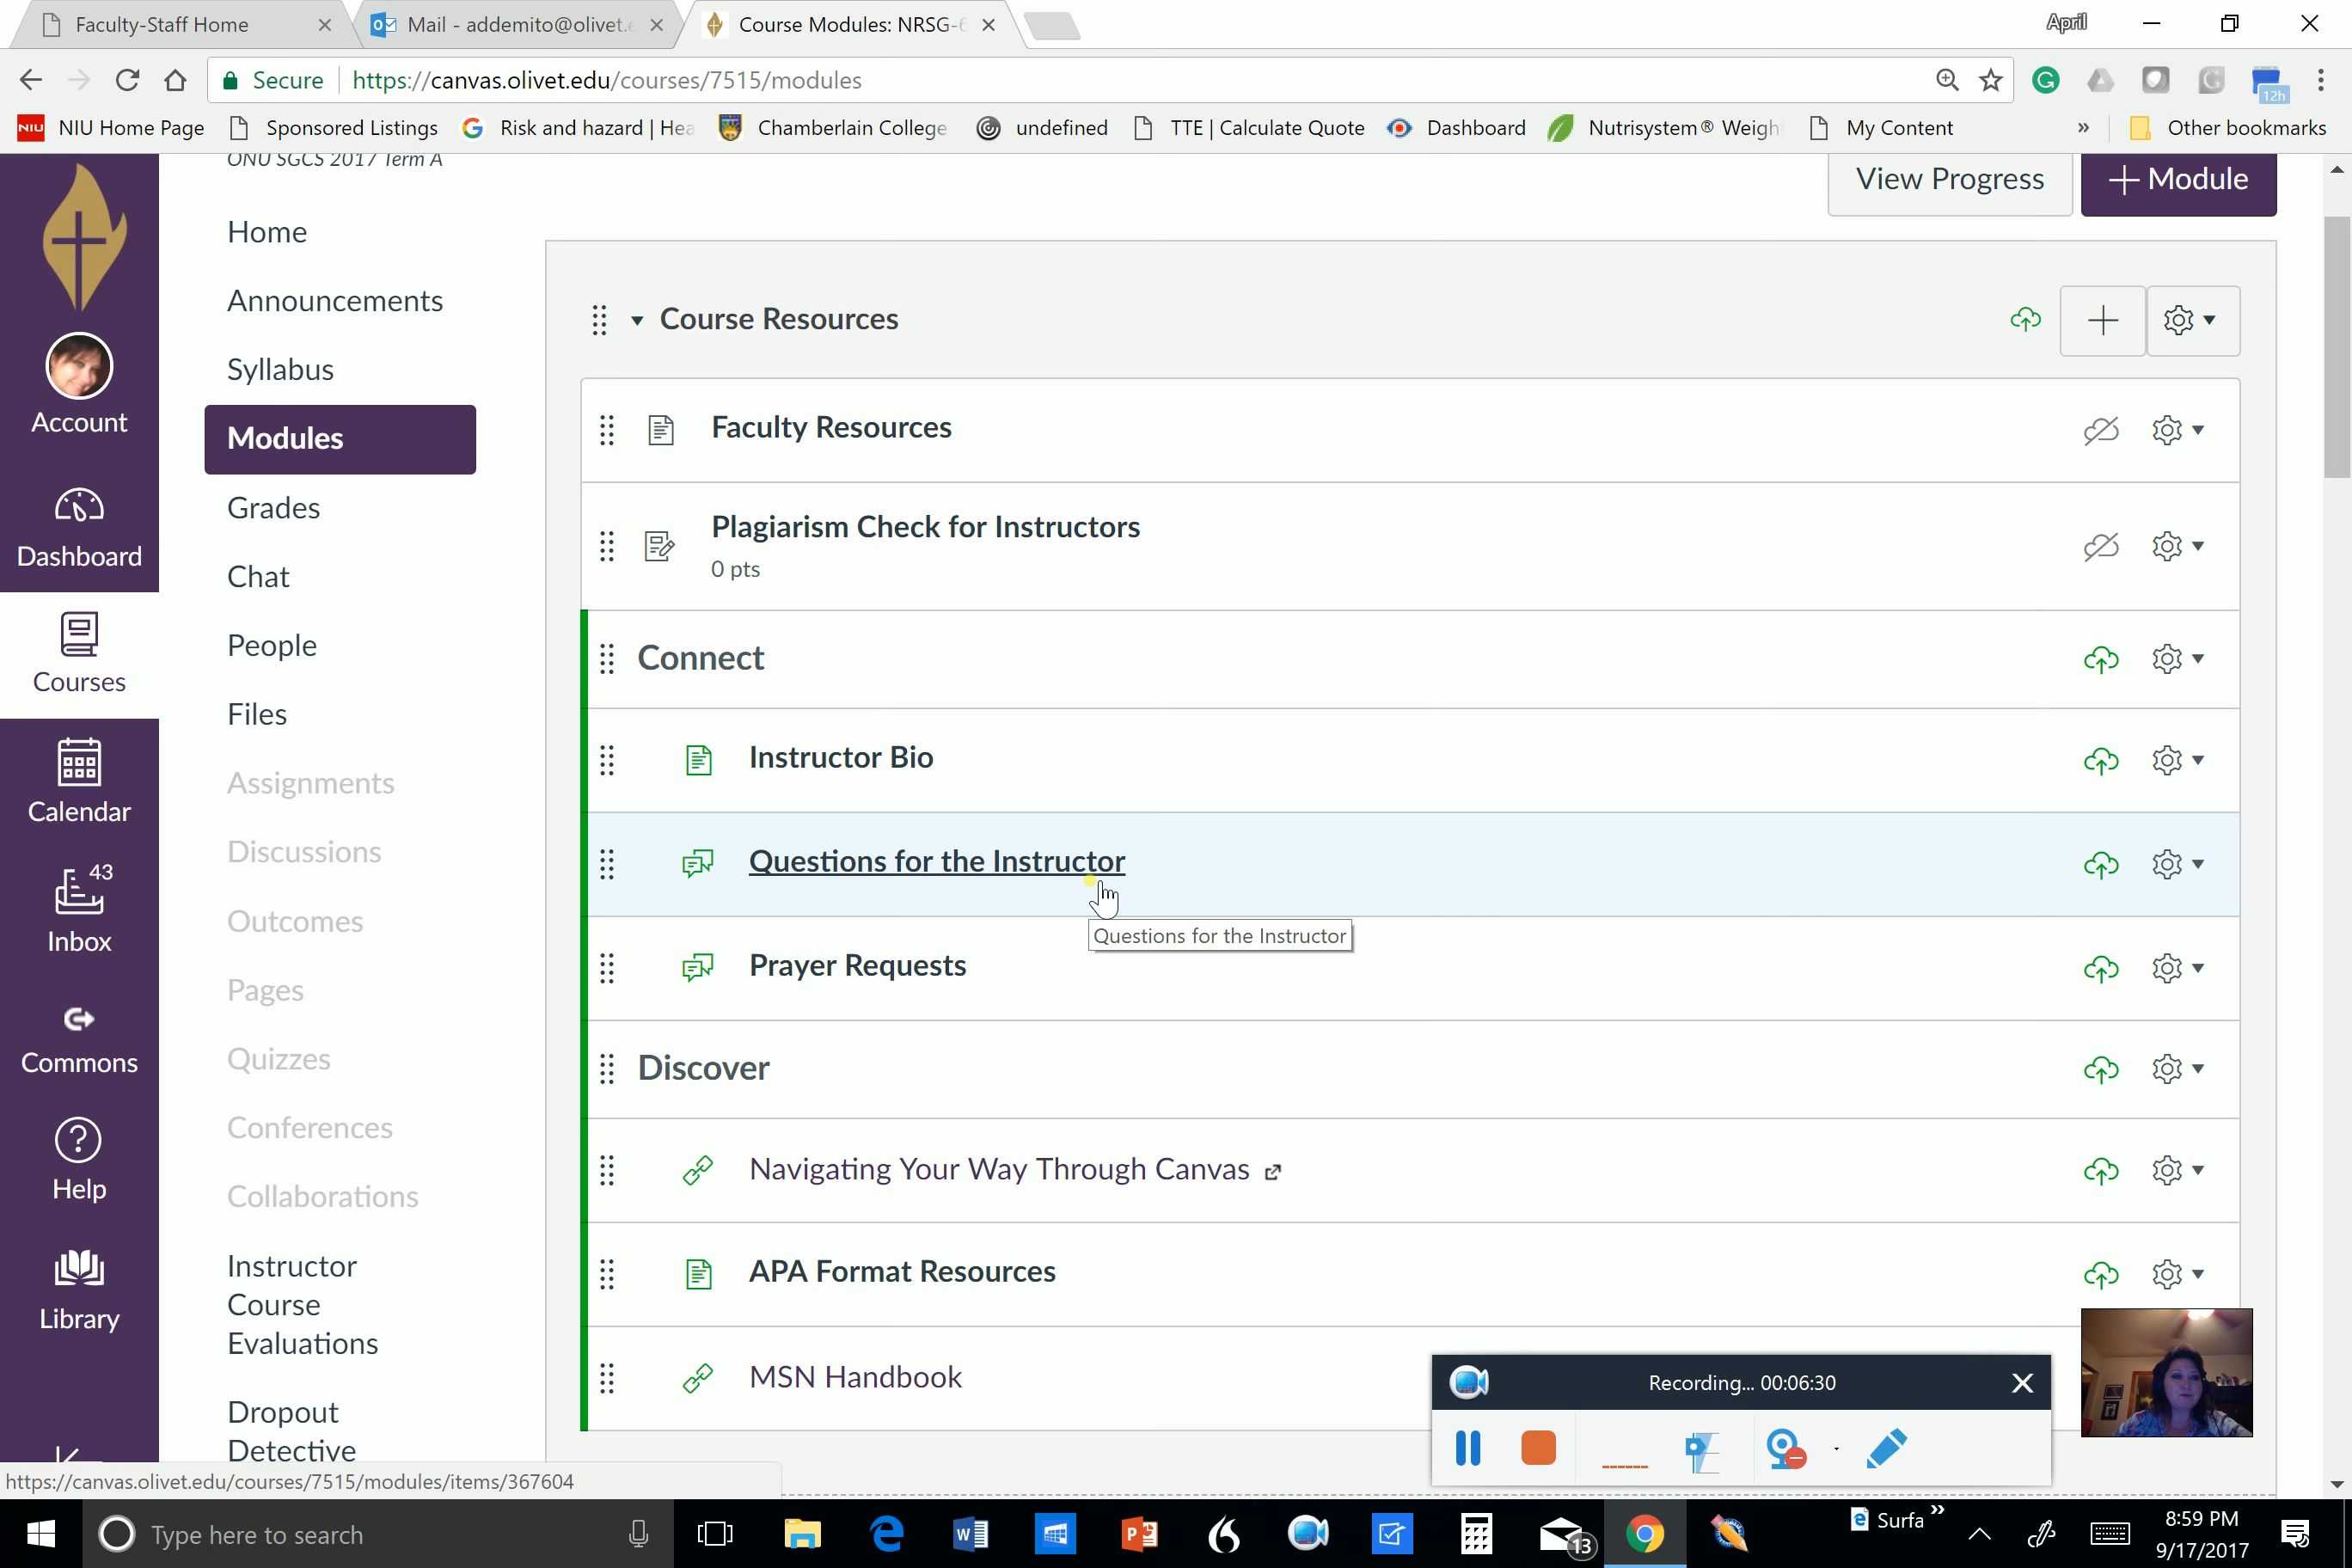 Faculty-Staff Home
Mail - addemito@olivet.e
Course Modules: NRSG-6
April
Secure
https://canvas.olivet.edu/courses/7515/modules
12h
NIU
NIU Home Page
Sponsored Listings
Risk and hazard | Hea
Chamberlain College
undefined
TTE | Calculate Quote
Dashboard
Nutrisystem® Weigh
My Content
»
Other bookmarks
ONU SGCS 2017 Term A
View Progress
+ Module
Account
Dashboard
Courses
Calendar
43
Inbox
Commons
Help
Library
Home
Announcements
Syllabus
Modules
Grades
Chat
People
Files
Assignments
Discussions
Outcomes
Pages
Quizzes
Conferences
Collaborations
Instructor
Course
Evaluations
Dropout
Detective
Course Resources
Faculty Resources
Plagiarism Check for Instructors
0 pts
Connect
Instructor Bio
Questions for the Instructor
Questions for the Instructor
Prayer Requests
Discover
Navigating Your Way Through Canvas
APA Format Resources
MSN Handbook
Recording... 00:06:30
https://canvas.olivet.edu/courses/7515/modules/items/367604
Type here to search
13
Surfa
»
8:59 PM
9/17/2017